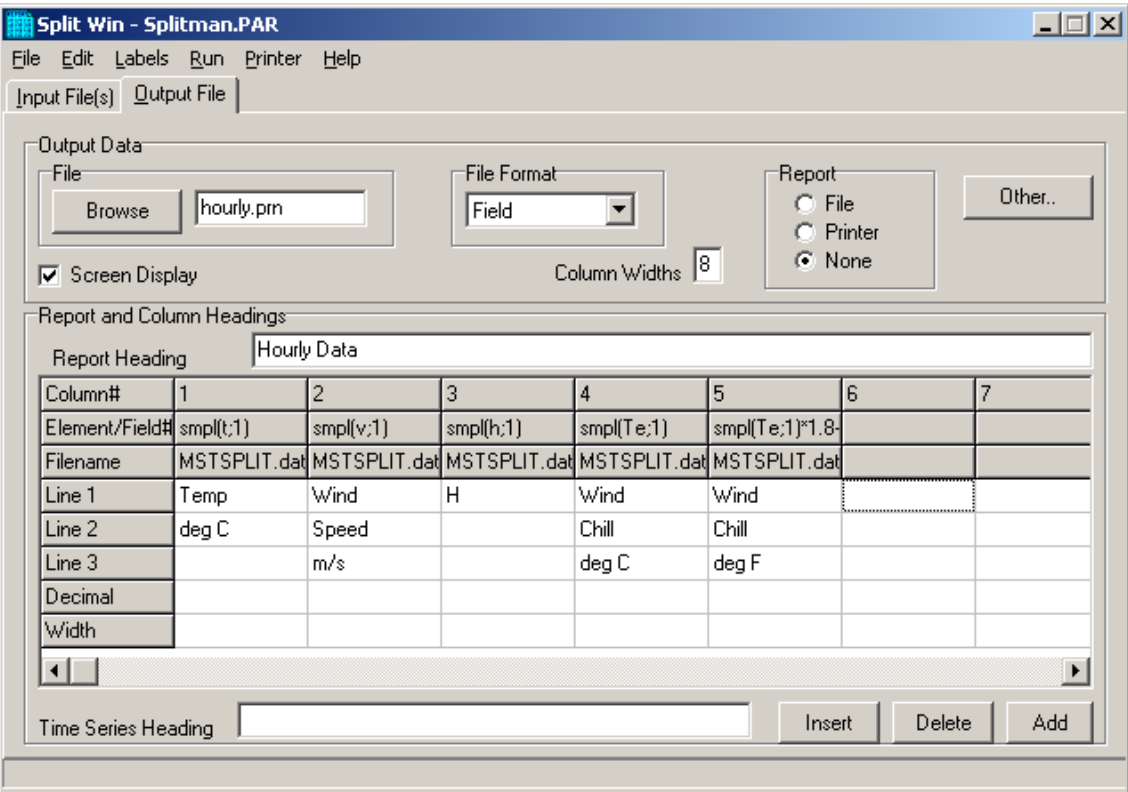 Split Win - Splitman.PAR
File Edit Labels Run Printer Help
Input File(s) Output File
Output Data
File
Browse hourly.prn
File Format
Field
Report
File
Printer
None
Other..
Screen Display
Column Widths 8
Report and Column Headings
Report Heading Hourly Data
Column# 1 2 3 4 5 6 7
Element/Field# smpl(t;1) smpl(v;1) smpl(h;1) smpl(Te;1) smpl(Te;1)*1.8-
Filename MSTSPLIT.dat MSTSPLIT.dat MSTSPLIT.dat MSTSPLIT.dat MSTSPLIT.dat
Line 1 Temp Wind H Wind Wind
Line 2 deg C Speed Chill Chill
Line 3 m/s deg C deg F
Decimal
Width
Time Series Heading Insert Delete Add